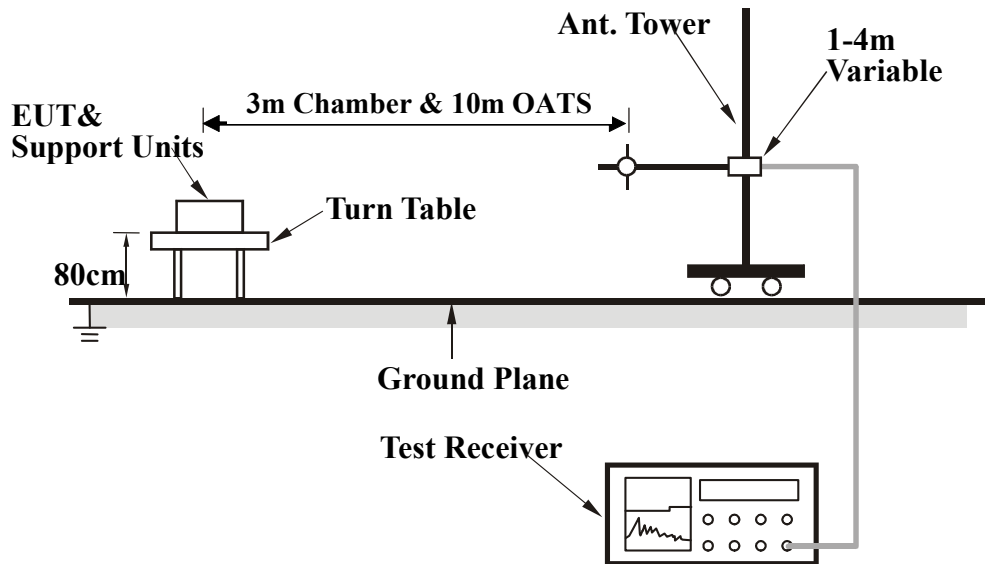 Ant. Tower
1-4m
Variable
3m Chamber & 10m OATS
EUT&
Support Units
Turn Table
80cm
Ground Plane
Test Receiver